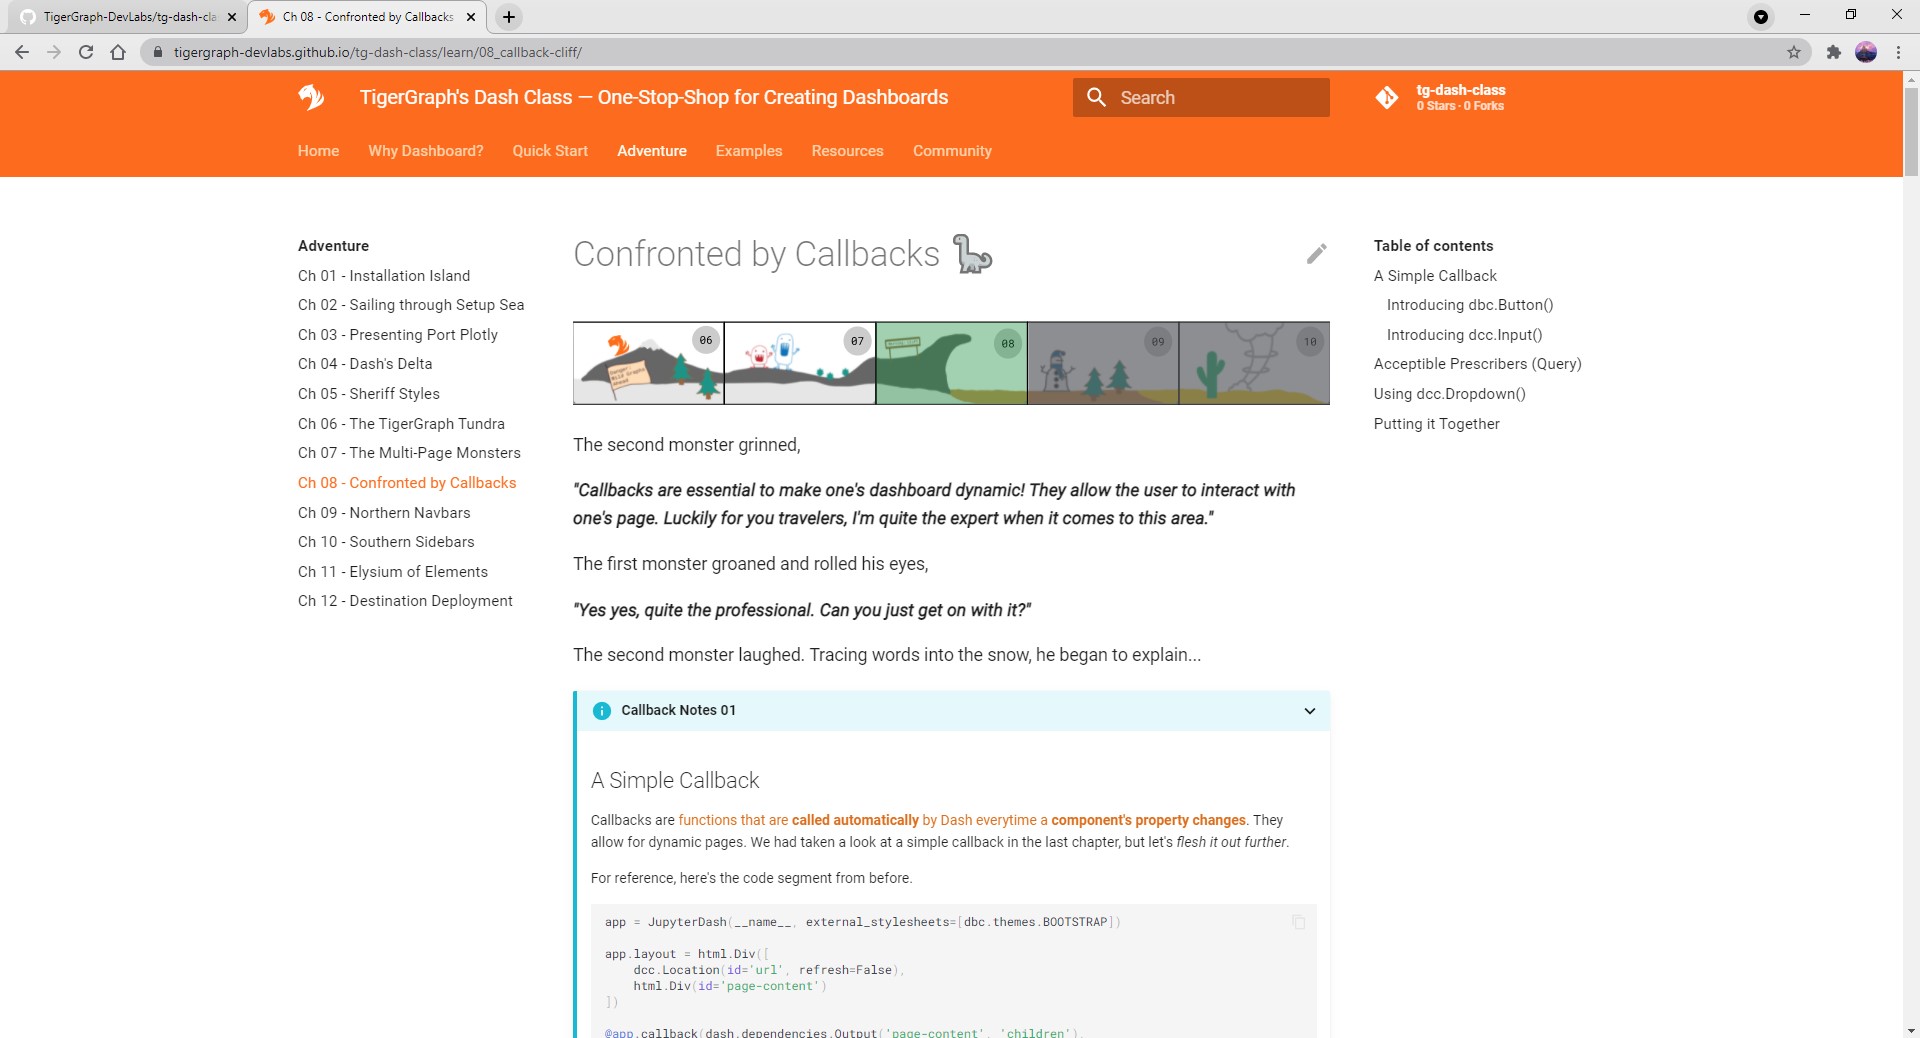 TigerGraph-DevLabs/tg-dash-cla
Ch 08 - Confronted by Callbacks
tigergraph-devlabs.github.io/tg-dash-class/learn/08_callback-cliff/
TigerGraph's Dash Class — One-Stop-Shop for Creating Dashboards
Search
tg-dash-class
0 Stars · 0 Forks
Home Why Dashboard? Quick Start Adventure Examples Resources Community
Adventure
Ch 01 - Installation Island
Ch 02 - Sailing through Setup Sea
Ch 03 - Presenting Port Plotly
Ch 04 - Dash's Delta
Ch 05 - Sheriff Styles
Ch 06 - The TigerGraph Tundra
Ch 07 - The Multi-Page Monsters
Ch 08 - Confronted by Callbacks
Ch 09 - Northern Navbars
Ch 10 - Southern Sidebars
Ch 11 - Elysium of Elements
Ch 12 - Destination Deployment
Confronted by Callbacks
06 07 08 09 10
Danger:
Wild Graphs
Ahead
The second monster grinned,
"Callbacks are essential to make one's dashboard dynamic! They allow the user to interact with
one's page. Luckily for you travelers, I'm quite the expert when it comes to this area."
The first monster groaned and rolled his eyes,
"Yes yes, quite the professional. Can you just get on with it?"
The second monster laughed. Tracing words into the snow, he began to explain...
Callback Notes 01
A Simple Callback
Callbacks are functions that are called automatically by Dash everytime a component's property changes. They
allow for dynamic pages. We had taken a look at a simple callback in the last chapter, but let's flesh it out further.
For reference, here's the code segment from before.
app = JupyterDash(__name__, external_stylesheets=[dbc.themes.BOOTSTRAP])
app.layout = html.Div([
dcc.Location(id='url', refresh=False),
html.Div(id='page-content')
])
@app.callback(dash.dependencies.Output('page-content', 'children'),
Table of contents
A Simple Callback
Introducing dbc.Button()
Introducing dcc.Input()
Acceptible Prescribers (Query)
Using dcc.Dropdown()
Putting it Together